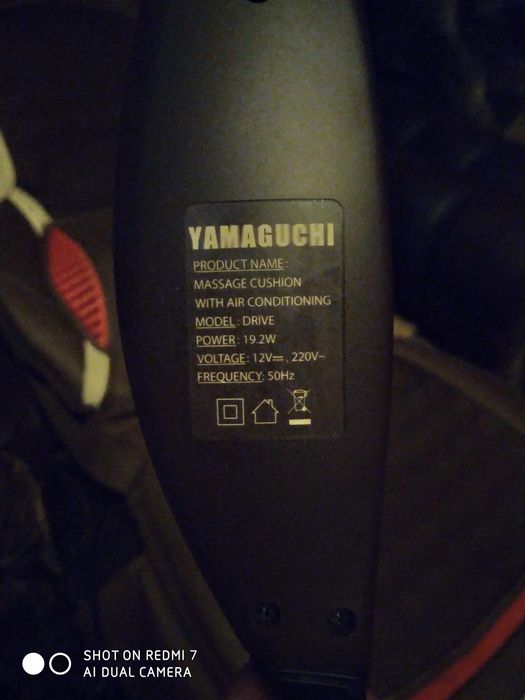 YAMAGUCHI
PRODUCT NAME:
MASSAGE CUSHION
WITH AIR CONDITIONING
MODEL: DRIVE
POWER: 19.2W
VOLTAGE: 12V⎓, 220V~
FREQUENCY: 50Hz
SHOT ON REDMI 7
AI DUAL CAMERA